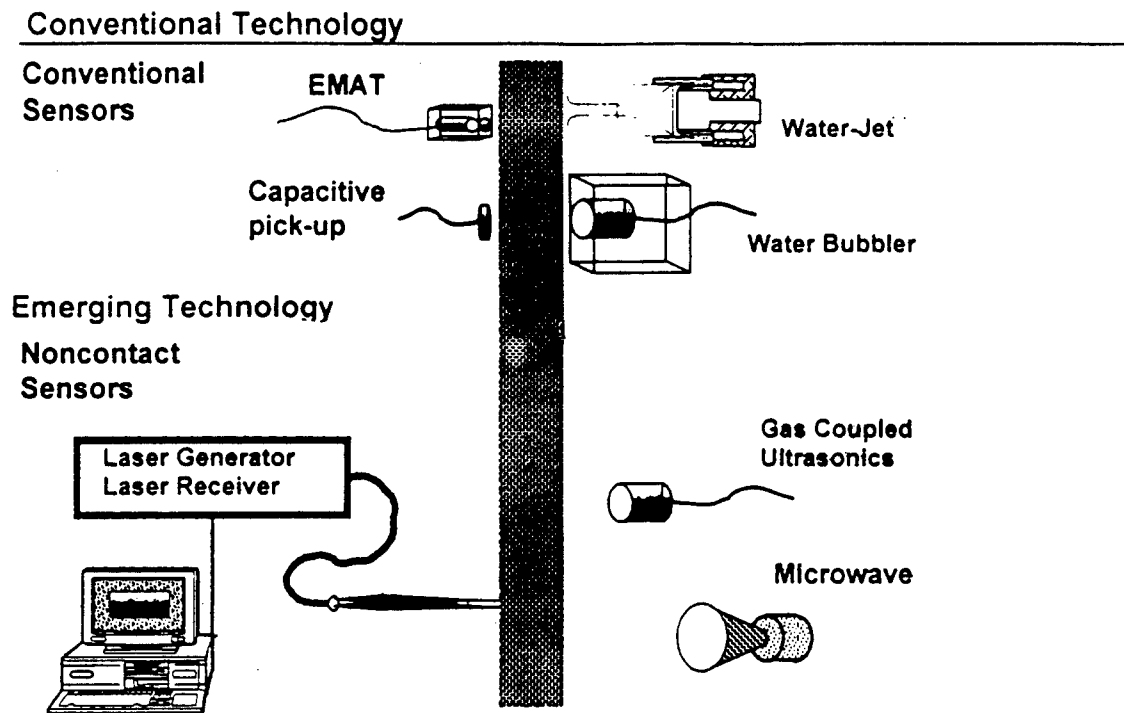 Conventional Technology
Conventional
Sensors
EMAT
Water-Jet
Capacitive
pick-up
Water Bubbler
Emerging Technology
Noncontact
Sensors
Laser Generator
Laser Receiver
Gas Coupled
Ultrasonics
Microwave